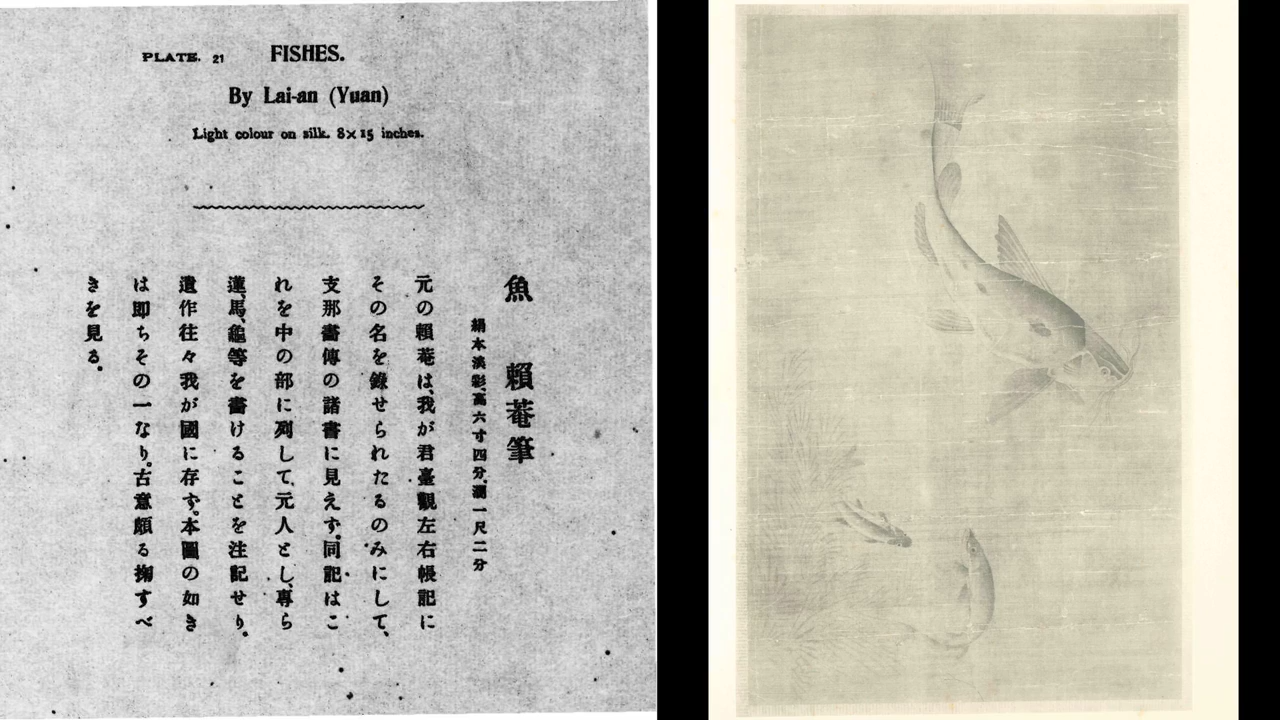 PLATE. 21 FISHES.
By Lai-an (Yuan)
Light colour on silk. 8×15 inches.
魚 賴菴筆
絹本淡彩、高六寸四分、濶一尺二分
元の賴菴は、我が君臺觀左右帳記に
その名を錄せられたるのみにして、
支那畫傳の諸書に見えず。同記はこ
れを中の部に列して、元人とし、專ら
蓮、馬、龜等を畫けることを注記せり。
遺作往々我が國に存す。本圖の如き
は卽ちその一なり。古意頗る掬すべ
きを見る。